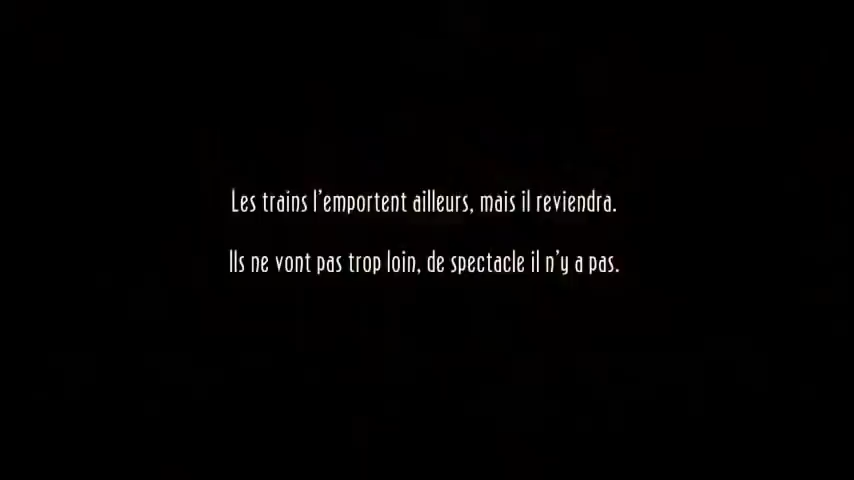 Les trains l'emportent ailleurs, mais il reviendra.
Ils ne vont pas trop loin, de spectacle il n'y a pas.